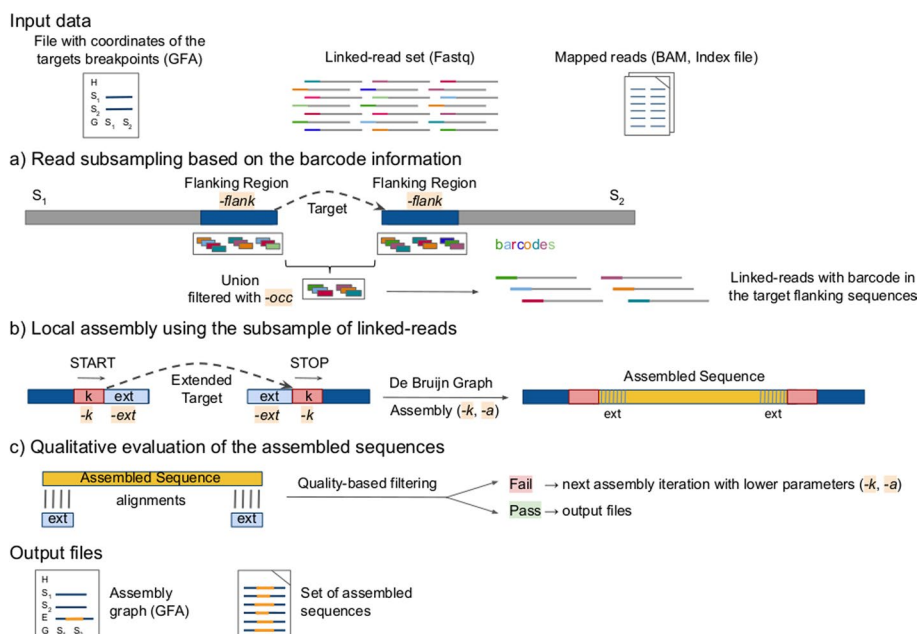 Input data
File with coordinates of the
targets breakpoints (GFA)
Linked-read set (Fastq)
Mapped reads (BAM, Index file)
H
S1
S2
G S1 S2
a) Read subsampling based on the barcode information
S1
Flanking Region
-flank
Target
Flanking Region
-flank
S2
barcodes
Union
filtered with -occ
Linked-reads with barcode in
the target flanking sequences
b) Local assembly using the subsample of linked-reads
START
k
ext
-k
-ext
Extended
Target
STOP
ext
k
-ext
-k
De Bruijn Graph
Assembly (-k, -a)
Assembled Sequence
ext
ext
c) Qualitative evaluation of the assembled sequences
Assembled Sequence
alignments
ext
ext
Quality-based filtering
Fail → next assembly iteration with lower parameters (-k, -a)
Pass → output files
Output files
H
S1
S2
E
G
Assembly
graph (GFA)
Set of assembled
sequences